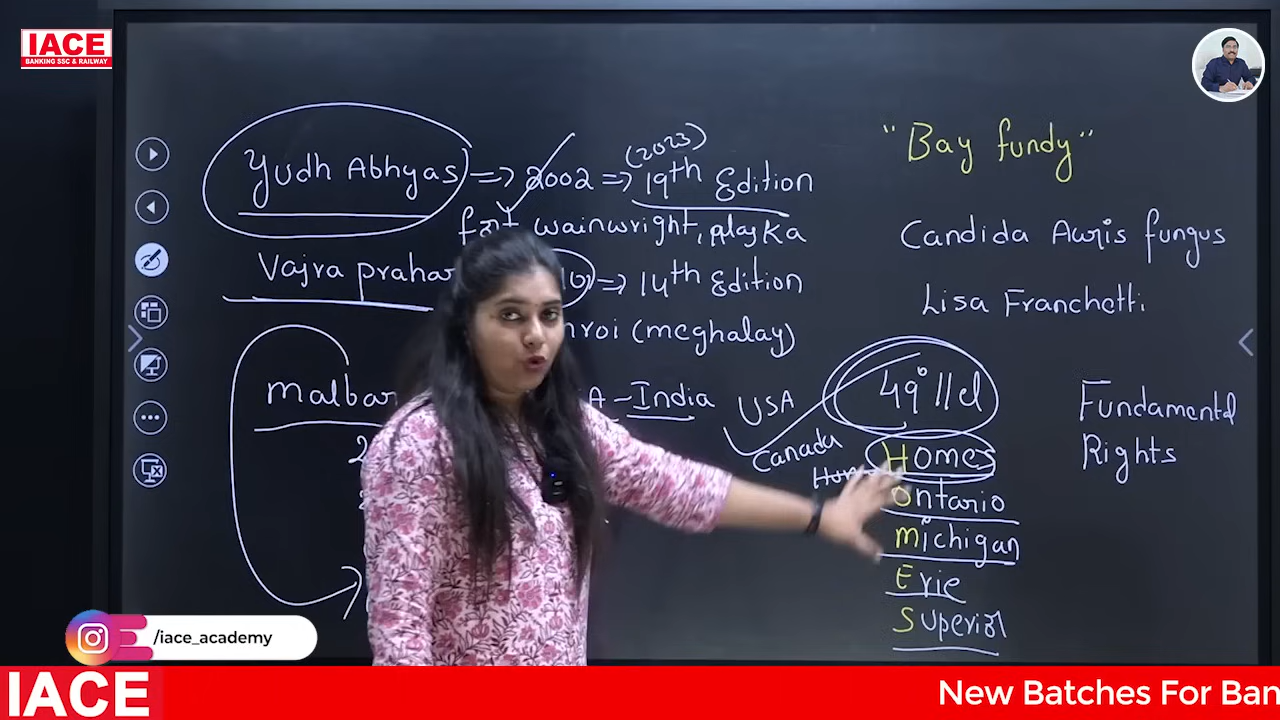 IACE
BANKING SSC & RAILWAY
Yudh Abhyas => 2002 => 19th Edition
(2023)
fort wainwright, Alaska
Vajra prahar => 14th Edition
(meghalay)
malbar - India
"Bay fundy"
Candida Auris fungus
Lisa Franchetti
USA
Canada
49° llel
Homes
Ontario
Michigan
Erie
Superior
Fundamental
Rights
/iace_academy
IACE
New Batches For Ban